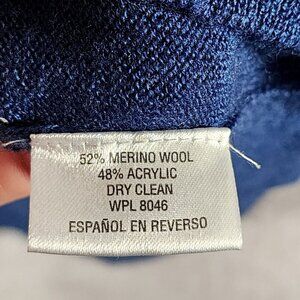 52% MERINO WOOL
48% ACRYLIC
DRY CLEAN
WPL 8046
ESPAÑOL EN REVERSO